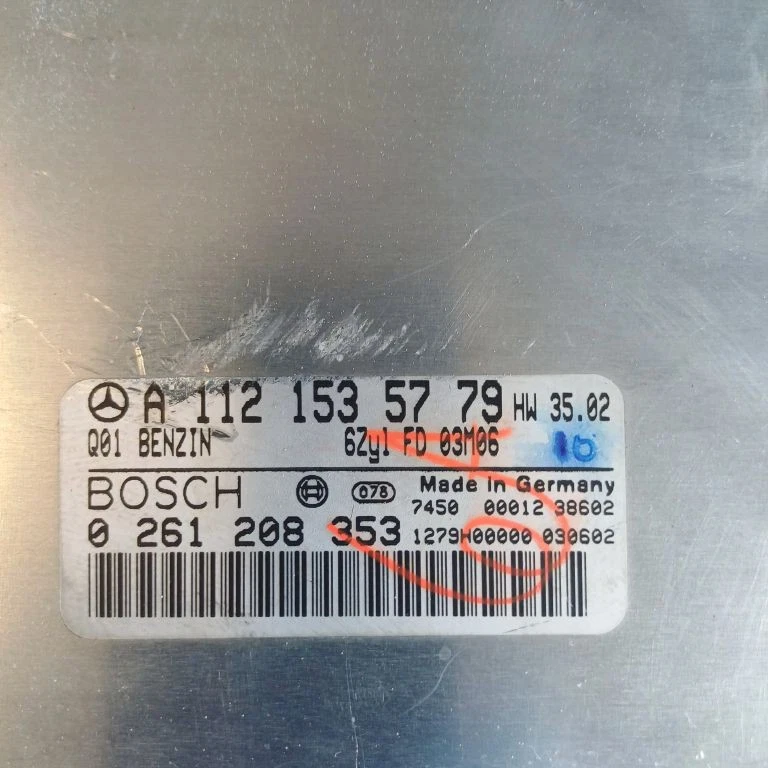 A 112 153 57 79 HW 35.02
Q01 BENZIN 6Zyl FD 03M06
16
BOSCH 078 Made in Germany
7450 00012 38602
0 261 208 353 1279H00000 030602